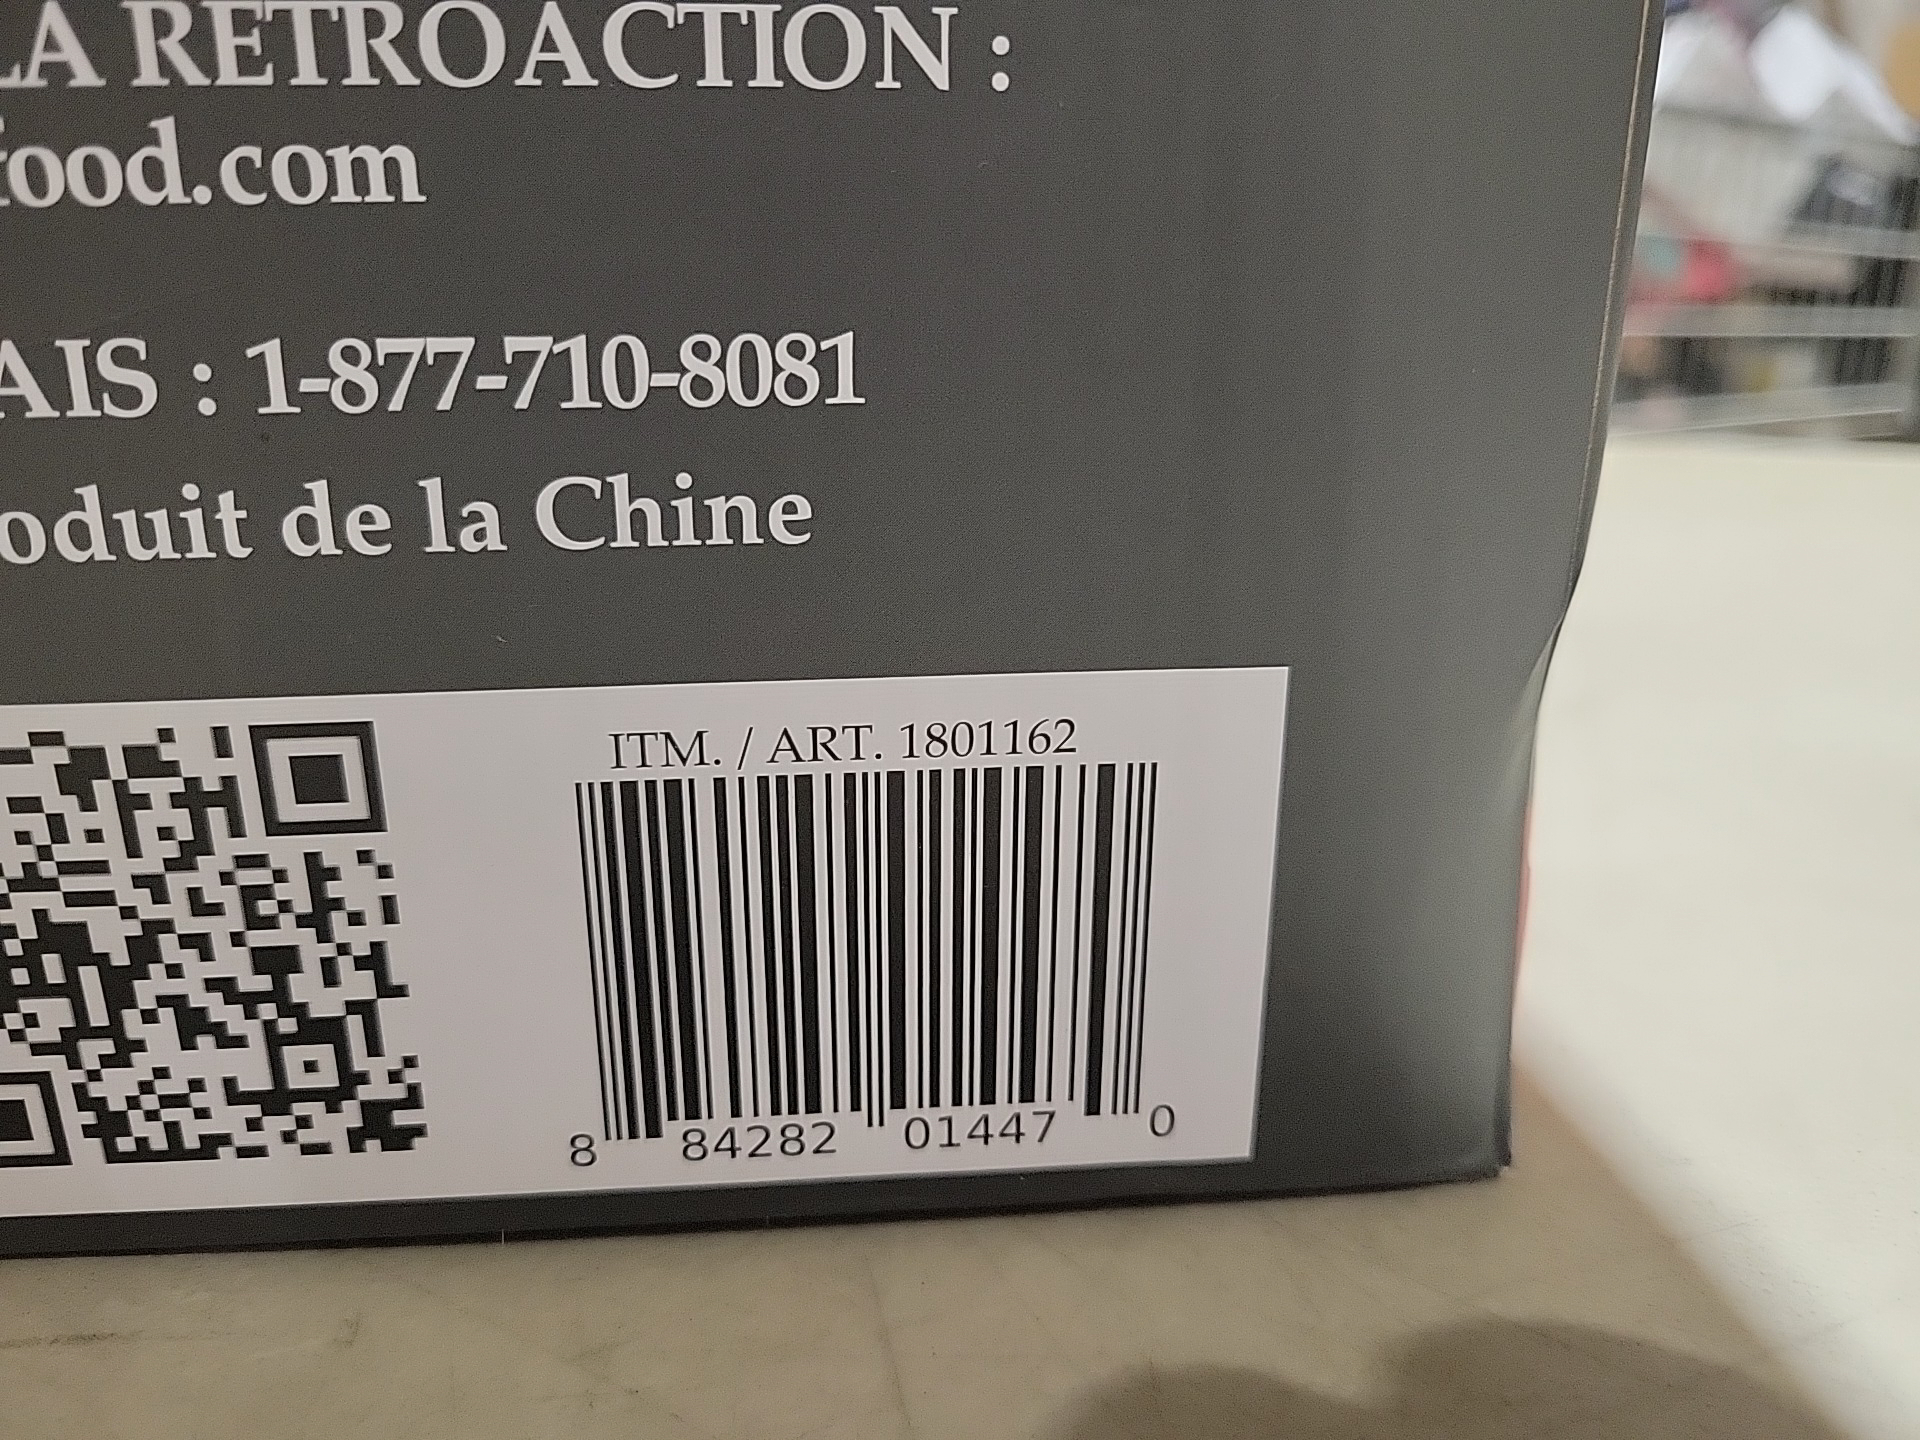 LA RETROACTION :
food.com
AIS : 1-877-710-8081
oduit de la Chine
ITM. / ART. 1801162
8 84282 01447 0